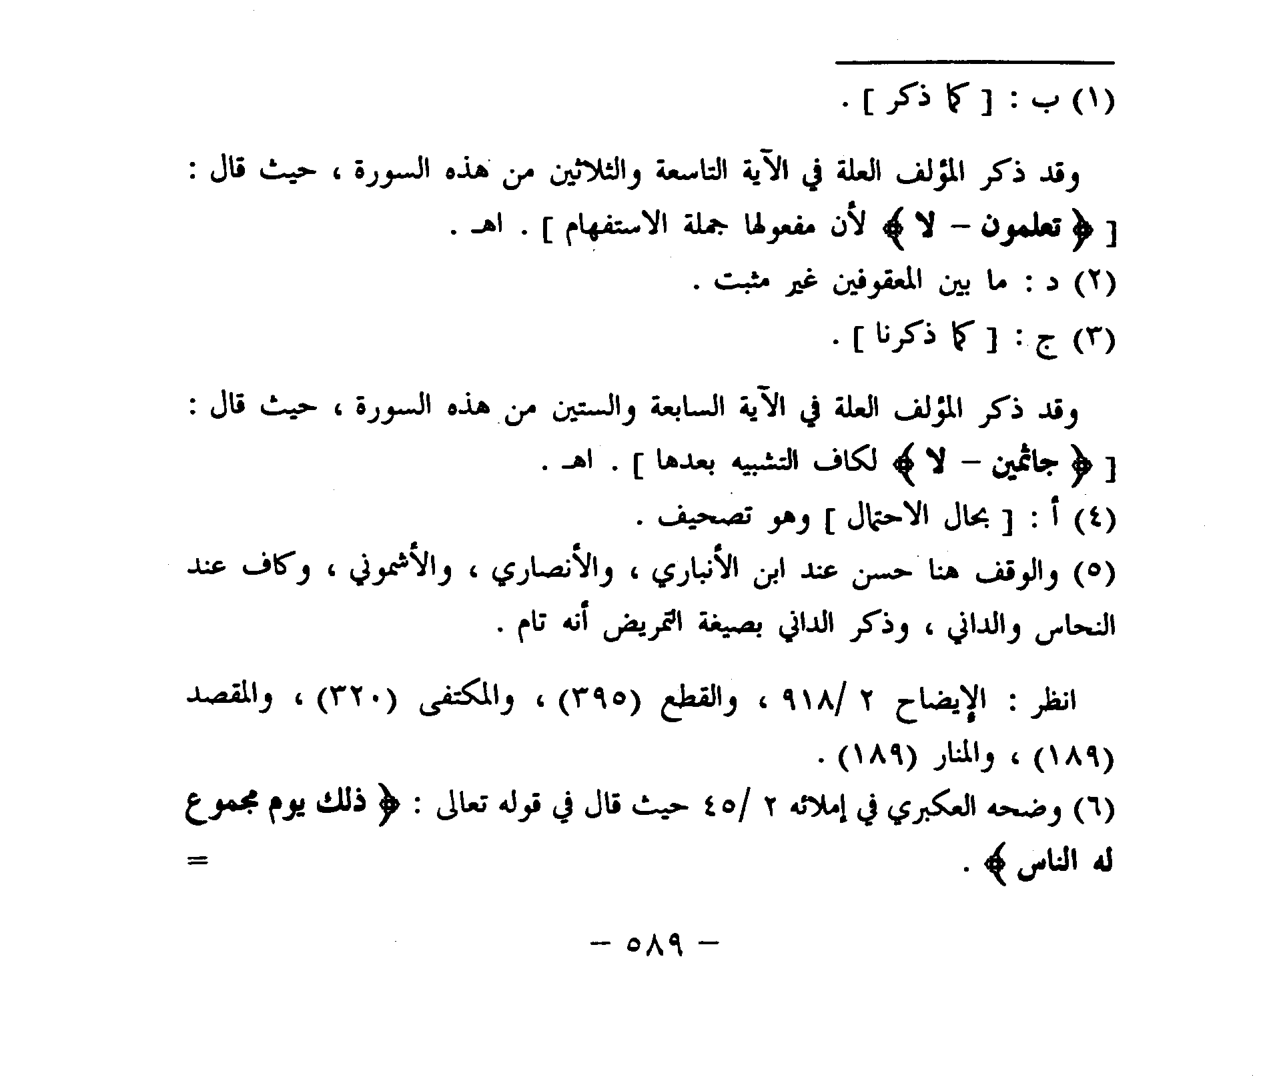 (١) ب : [ كما ذكر ] .
وقد ذكر المؤلف العلة في الآية التاسعة والثلاثين من هذه السورة ، حيث قال :
[ ﴿ تعلمون – لا ﴾ لأن مفعولها جملة الاستفهام ] . اهـ .
(٢) د : ما بين المعقوفين غير مثبت .
(٣) ج : [ كما ذكرنا ] .
وقد ذكر المؤلف العلة في الآية السابعة والستين من هذه السورة ، حيث قال :
[ ﴿ جاثمين – لا ﴾ لكاف التشبيه بعدها ] . اهـ .
(٤) أ : [ بحال الاحتمال ] وهو تصحيف .
(٥) والوقف هنا حسن عند ابن الأنباري ، والأنصاري ، والأشموني ، وكاف عند
النحاس والداني ، وذكر الداني بصيغة التمريض أنه تام .
انظر : الإيضاح ٢ /٩١٨ ، والقطع (٣٩٥) ، والمكتفى (٣٢٠) ، والمقصد
(١٨٩) ، والمنار (١٨٩) .
(٦) وضحه العكبري في إملائه ٢ /٤٥ حيث قال في قوله تعالى : ﴿ ذلك يوم مجموع
له الناس ﴾ . =
– ٥٨٩ –